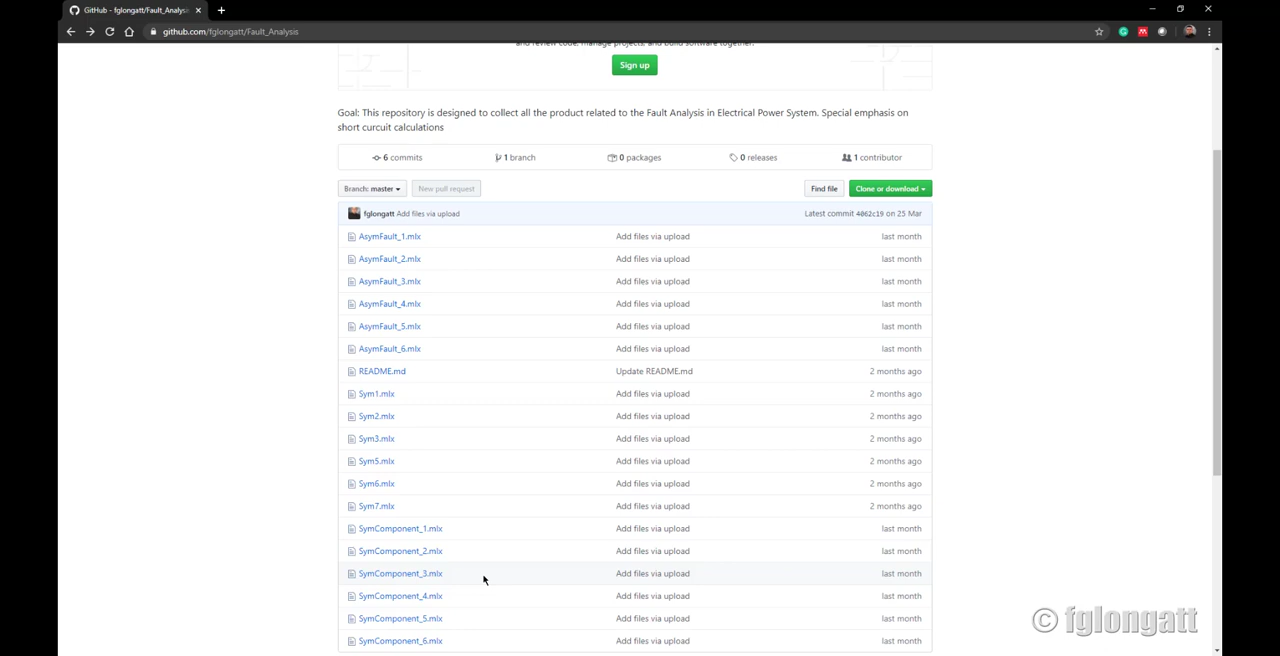 GitHub - fglongatt/Fault_Analysis
github.com/fglongatt/Fault_Analysis
and review code, manage projects, and build software together.
Sign up
Goal: This repository is designed to collect all the product related to the Fault Analysis in Electrical Power System. Special emphasis on
short curcuit calculations
6 commits 1 branch 0 packages 0 releases 1 contributor
Branch: master New pull request Find file Clone or download
fglongatt Add files via upload Latest commit 4062c19 on 25 Mar
AsymFault_1.mlx Add files via upload last month
AsymFault_2.mlx Add files via upload last month
AsymFault_3.mlx Add files via upload last month
AsymFault_4.mlx Add files via upload last month
AsymFault_5.mlx Add files via upload last month
AsymFault_6.mlx Add files via upload last month
README.md Update README.md 2 months ago
Sym1.mlx Add files via upload 2 months ago
Sym2.mlx Add files via upload 2 months ago
Sym3.mlx Add files via upload 2 months ago
Sym5.mlx Add files via upload 2 months ago
Sym6.mlx Add files via upload 2 months ago
Sym7.mlx Add files via upload 2 months ago
SymComponent_1.mlx Add files via upload last month
SymComponent_2.mlx Add files via upload last month
SymComponent_3.mlx Add files via upload last month
SymComponent_4.mlx Add files via upload last month
SymComponent_5.mlx Add files via upload last month
SymComponent_6.mlx Add files via upload last month
© fglongatt